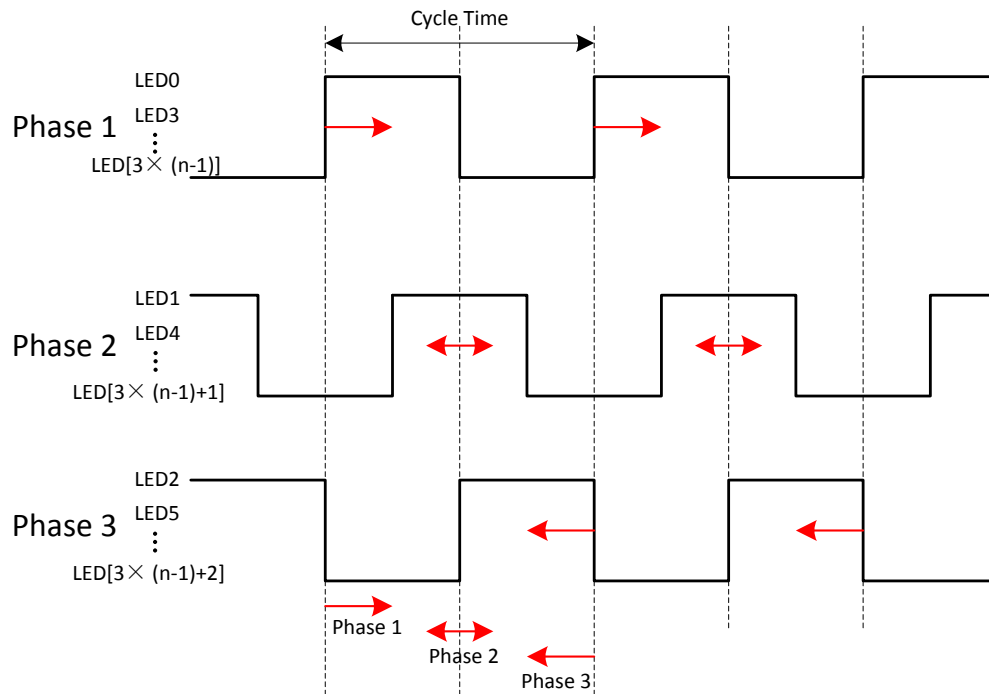 Cycle Time
Phase 1
LED0
LED3
LED[3× (n-1)]
Phase 2
LED1
LED4
LED[3× (n-1)+1]
Phase 3
LED2
LED5
LED[3× (n-1)+2]
Phase 1
Phase 2
Phase 3